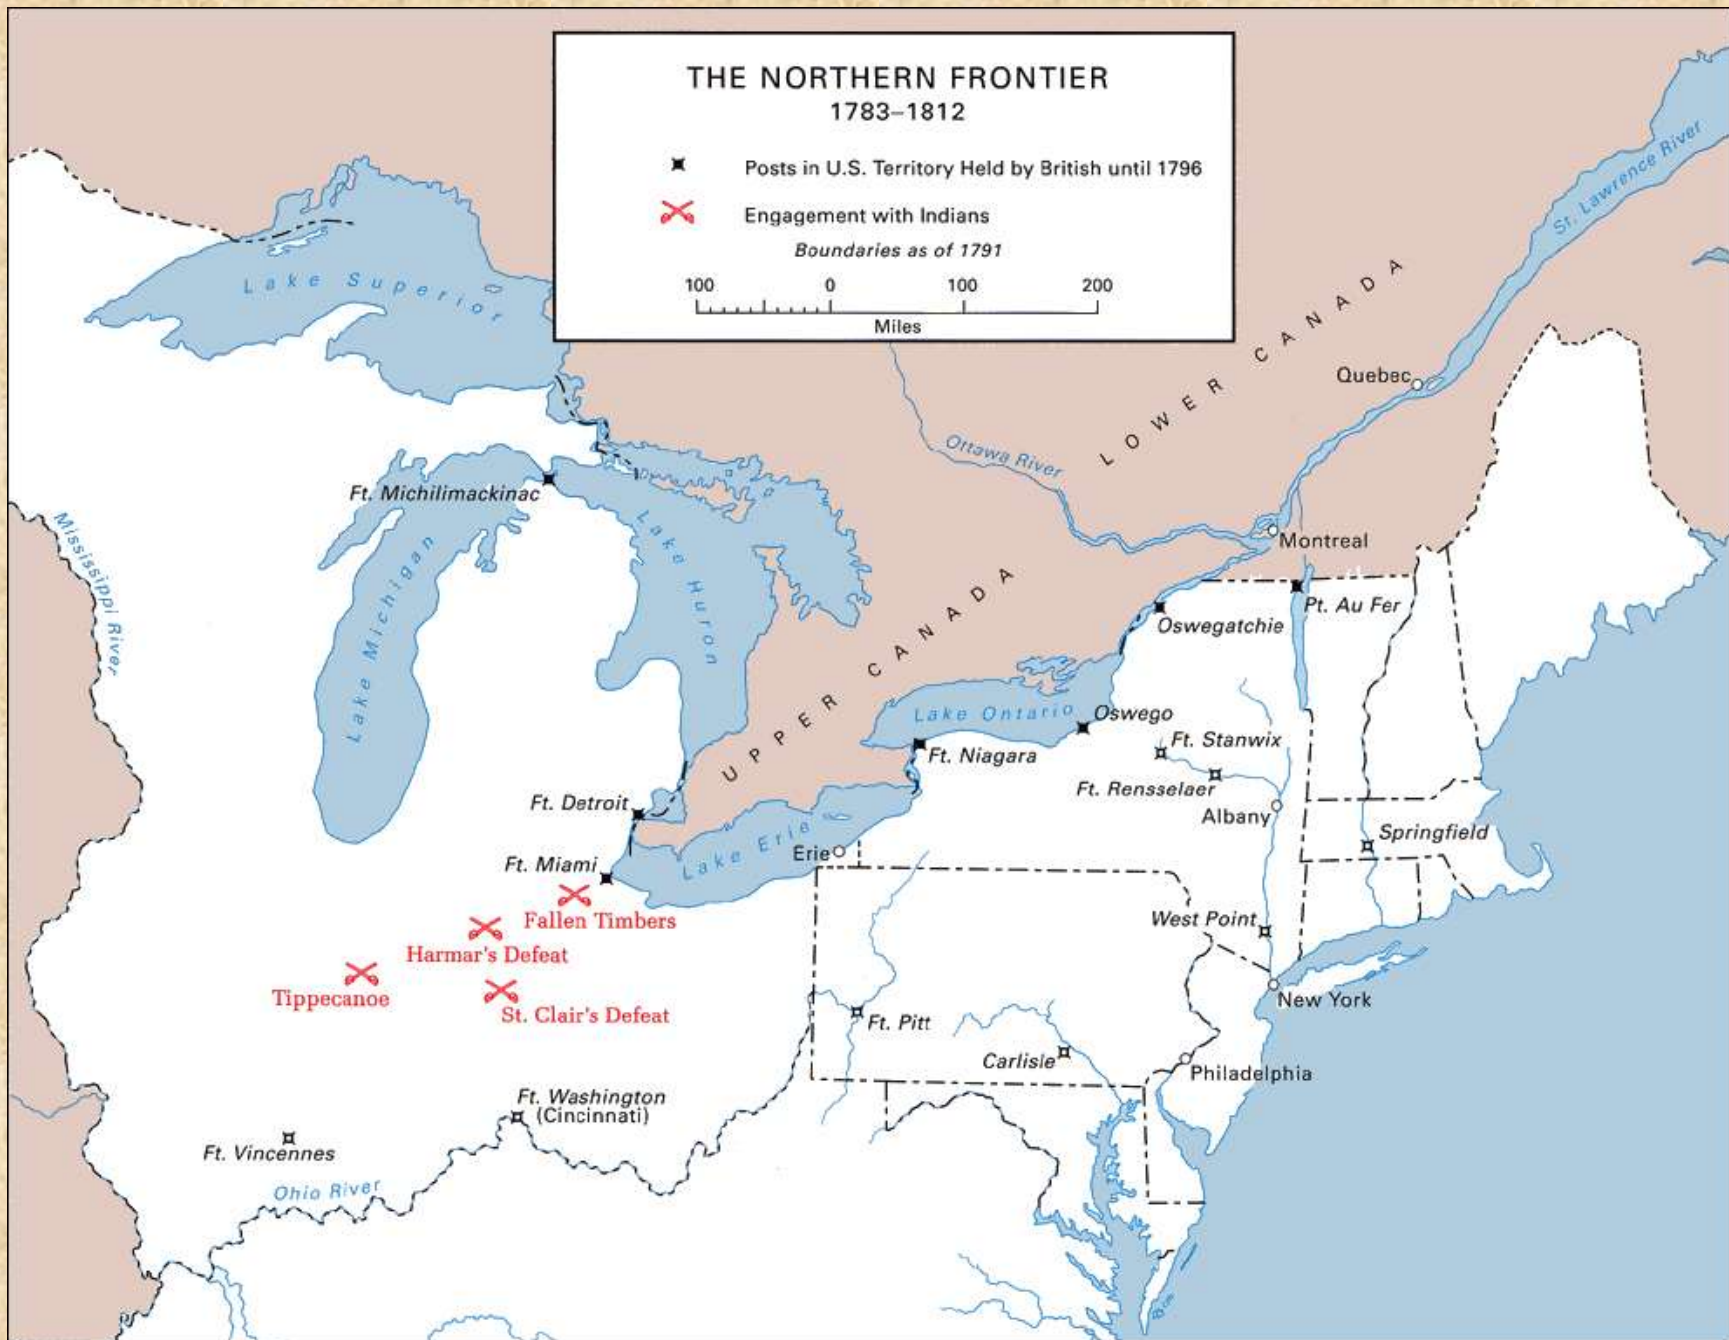 THE NORTHERN FRONTIER
1783–1812
Posts in U.S. Territory Held by British until 1796
Engagement with Indians
Boundaries as of 1791
100 0 100 200
Miles
St. Lawrence River
Lake Superior
LOWER CANADA
Quebec
Ottawa River
Ft. Michilimackinac
Mississippi River
Lake Michigan
Lake Huron
Montreal
UPPER CANADA
Pt. Au Fer
Oswegatchie
Lake Ontario
Oswego
Ft. Stanwix
Ft. Niagara
Ft. Rensselaer
Ft. Detroit
Albany
Springfield
Lake Erie
Erie
Ft. Miami
Fallen Timbers
West Point
Harmar's Defeat
Tippecanoe
New York
St. Clair's Defeat
Ft. Pitt
Carlisle
Philadelphia
Ft. Washington
(Cincinnati)
Ft. Vincennes
Ohio River